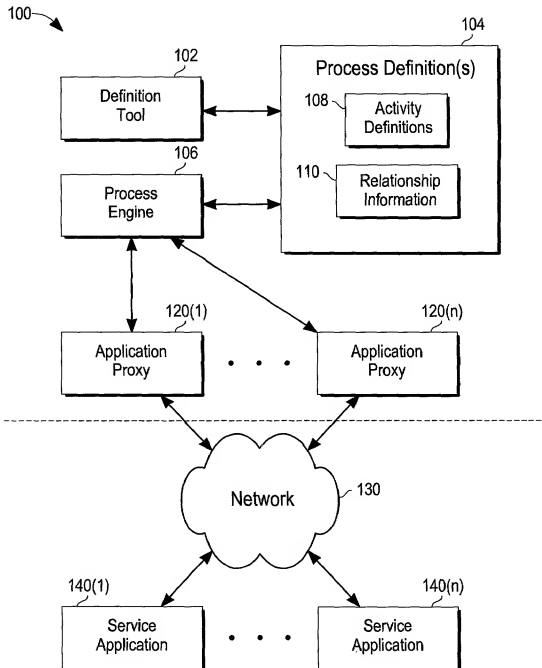 100
104
102
Process Definition(s)
Definition
Tool
108
Activity
Definitions
106
110
Process
Engine
Relationship
Information
120(1)
120(n)
Application
Proxy
. . .
Application
Proxy
Network
130
140(1)
140(n)
Service
Application
. . .
Service
Application